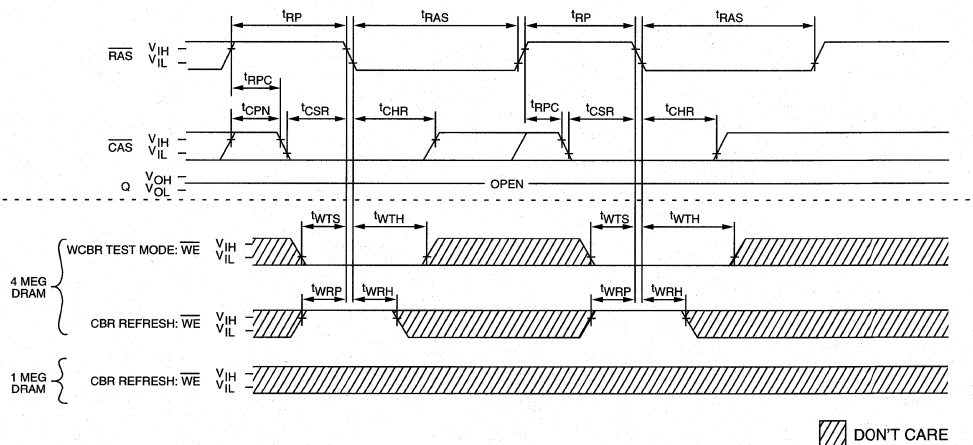 tRP tRAS tRP tRAS
RAS VIH
VIL
tRPC
tCPN tCSR tCHR tRPC tCSR tCHR
CAS VIH
VIL
Q VOH
VOL
OPEN
tWTS tWTH tWTS tWTH
WCBR TEST MODE: WE VIH
VIL
4 MEG
DRAM
tWRP tWRH tWRP tWRH
CBR REFRESH: WE VIH
VIL
1 MEG
DRAM
CBR REFRESH: WE VIH
VIL
DON'T CARE